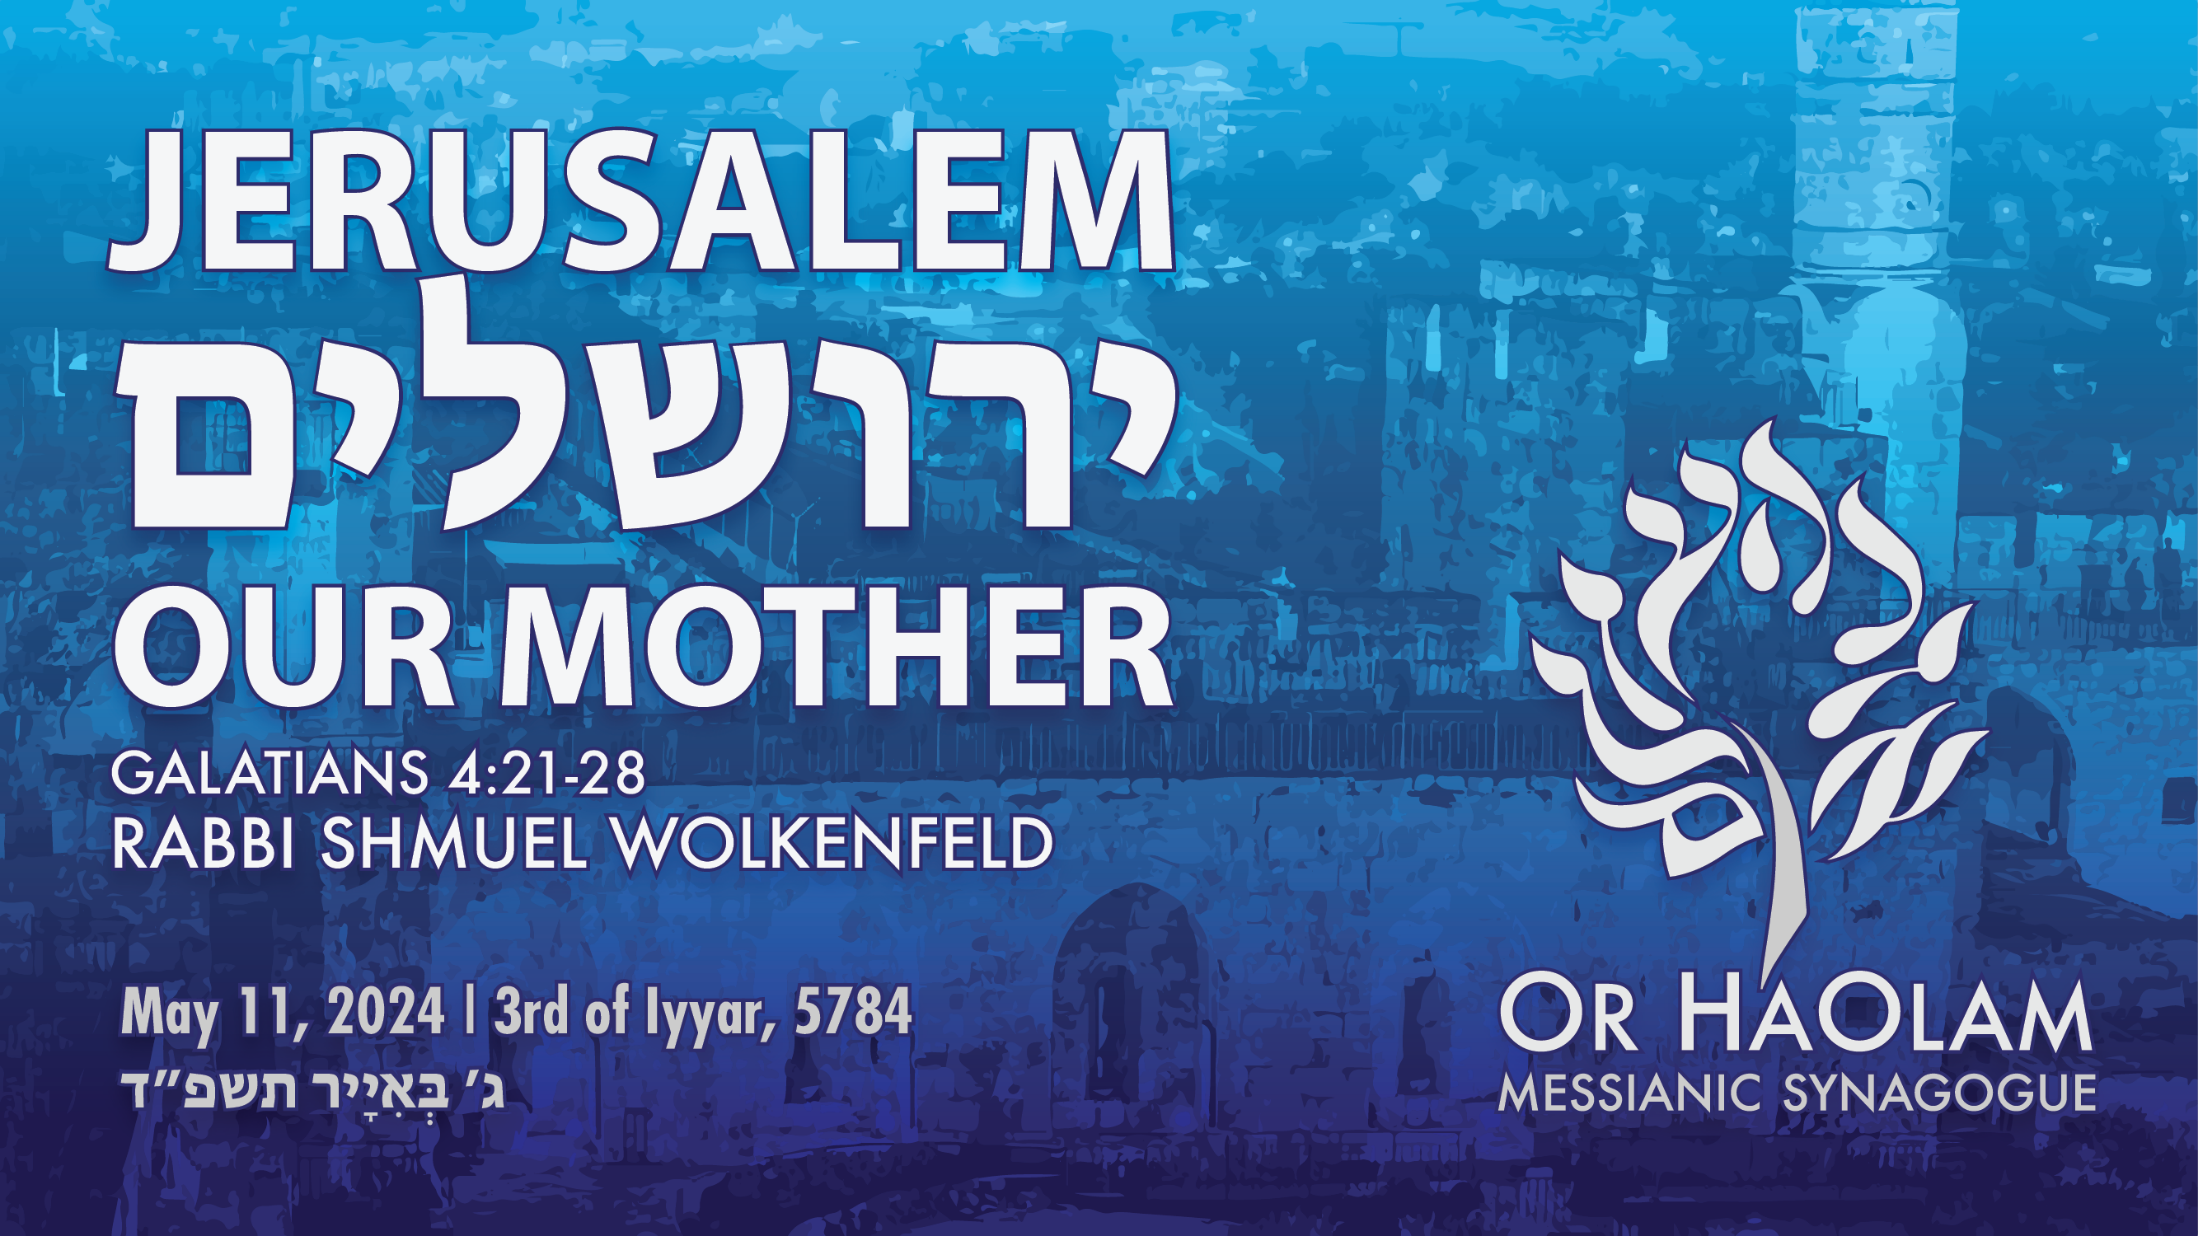 JERUSALEM
ירושלים
OUR MOTHER
GALATIANS 4:21-28
RABBI SHMUEL WOLKENFELD
May 11, 2024 | 3rd of Iyyar, 5784
ג׳ בְּאִייָר תשפ״ד
OR HAOLAM
MESSIANIC SYNAGOGUE